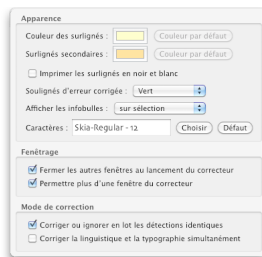 Apparence
Couleur des surlignés : Couleur par défaut
Surlignés secondaires : Couleur par défaut
Imprimer les surlignés en noir et blanc
Soulignés d'erreur corrigée : Vert
Afficher les infobulles : sur sélection
Caractères : Skia-Regular - 12 Choisir Défaut
Fenêtrage
Fermer les autres fenêtres au lancement du correcteur
Permettre plus d'une fenêtre du correcteur
Mode de correction
Corriger ou ignorer en lot les détections identiques
Corriger la linguistique et la typographie simultanément